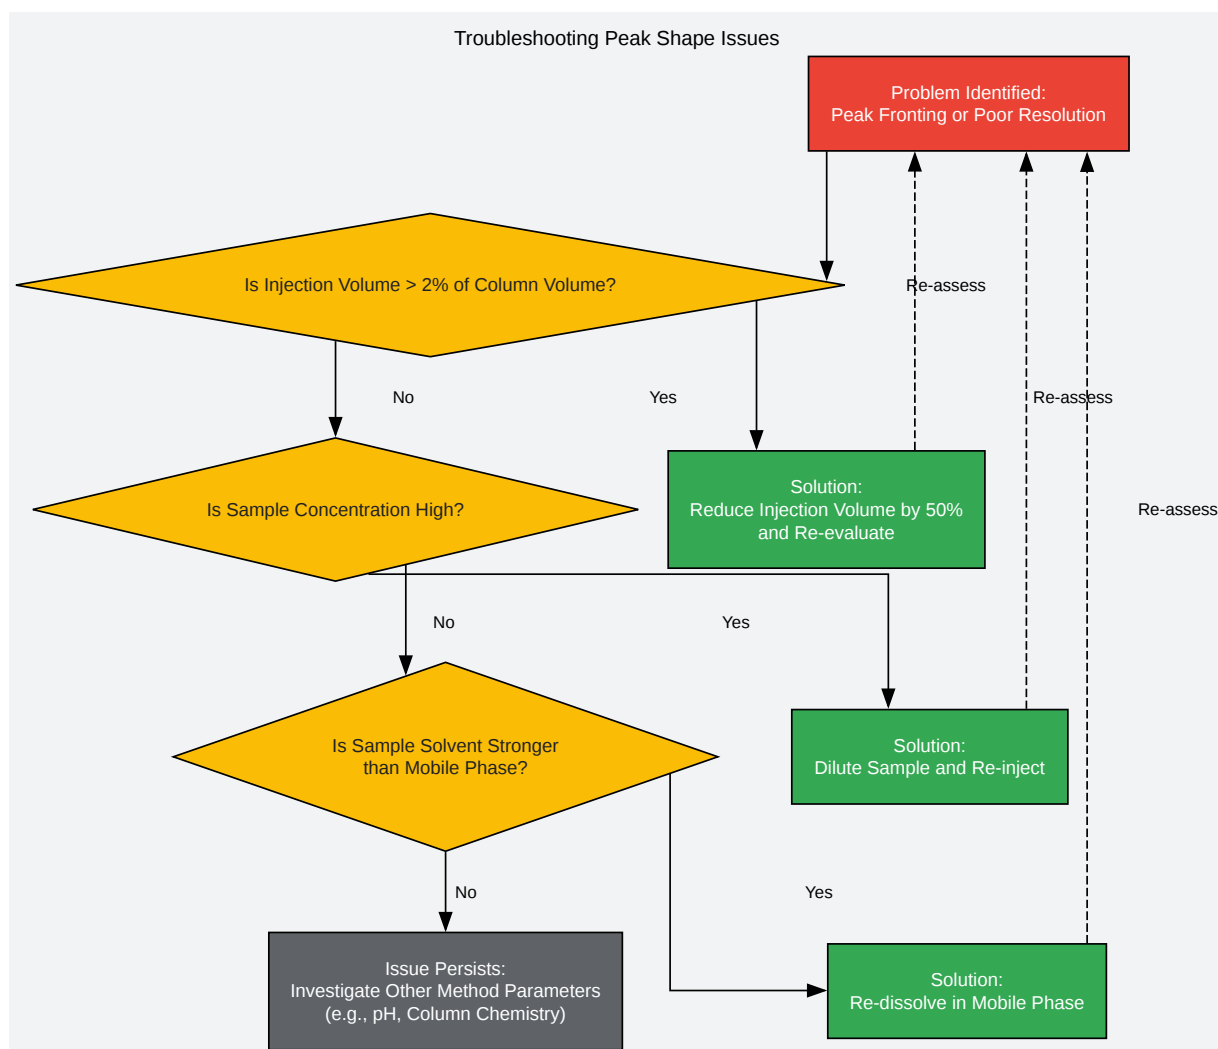 Troubleshooting Peak Shape Issues
Problem Identified:
Peak Fronting or Poor Resolution
Is Injection Volume > 2% of Column Volume?
Re-assess
No
Yes
Re-assess
Is Sample Concentration High?
Solution:
Reduce Injection Volume by 50%
and Re-evaluate
Re-assess
No
Yes
Is Sample Solvent Stronger
than Mobile Phase?
Solution:
Dilute Sample and Re-inject
No
Yes
Issue Persists:
Investigate Other Method Parameters
(e.g., pH, Column Chemistry)
Solution:
Re-dissolve in Mobile Phase